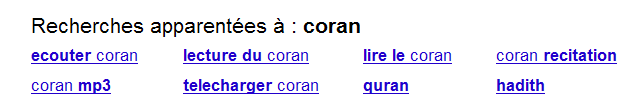 Recherches apparentées à : coran
ecouter coran lecture du coran lire le coran coran recitation
coran mp3 telecharger coran quran hadith